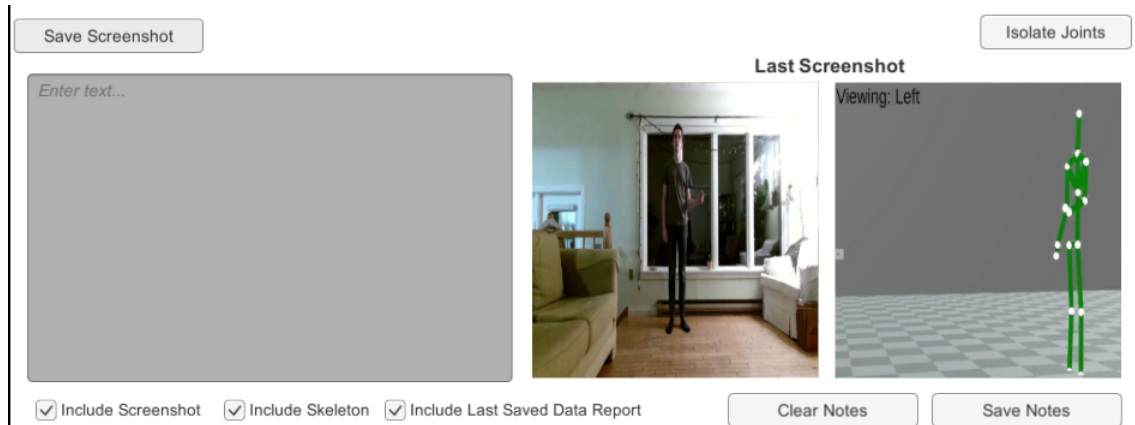 Save Screenshot
Isolate Joints
Last Screenshot
Enter text...
Viewing: Left
Include Screenshot
Include Skeleton
Include Last Saved Data Report
Clear Notes
Save Notes